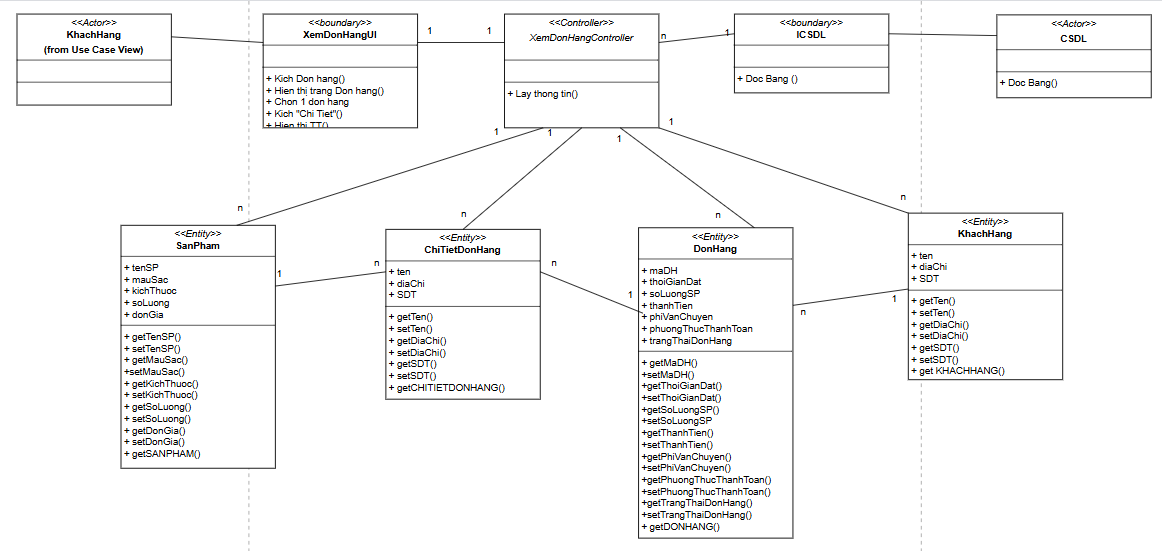 <<Actor>>
KhachHang
(from Use Case View)
<<boundary>>
XemDonHangUI
+ Kich Don hang()
+ Hien thị trang Don hang()
+ Chon 1 don hang
+ Kich "Chi Tiet"()
+ Hien thi TT()
<<Controller>>
XemDonHangController
+ Lay thong tin()
<<boundary>>
ICSDL
+ Doc Bang ()
<<Actor>>
CSDL
+ Doc Bang()
1
1
n
1
1
1
1
1
n
n
n
n
<<Entity>>
SanPham
+ tenSP
+ mauSac
+ kichThuoc
+ soLuong
+ donGia
+ getTenSP()
+ setTenSP()
+ getMauSac()
+setMauSac()
+ getKichThuoc()
+ setKichThuoc()
+ getSoLuong()
+ setSoLuong()
+ getDonGia()
+ setDonGia()
+ getSANPHAM()
1
n
<<Entity>>
ChiTietDonHang
+ ten
+ diaChi
+ SDT
+ getTen()
+ setTen()
+ getDiaChi()
+ setDiaChi()
+ getSDT()
+ setSDT()
+ getCHITIETDONHANG()
n
1
<<Entity>>
DonHang
+ maDH
+ thoiGianDat
+ soLuongSP
+ thanhTien
+ phiVanChuyen
+ phuongThucThanhToan
+ trangThaiDonHang
+ getMaDH()
+setMaDH()
+getThoiGianDat()
+setThoiGianDat()
+getSoLuongSP()
+setSoLuongSP
+getThanhTien()
+setThanhTien()
+getPhiVanChuyen()
+setPhiVanChuyen()
+getPhuongThucThanhToan()
+setPhuongThucThanhToan()
+getTrangThaiDonHang()
+setTrangThaiDonHang()
+ getDONHANG()
n
1
<<Entity>>
KhachHang
+ ten
+ diaChi
+ SDT
+ getTen()
+ setTen()
+ getDiaChi()
+ setDiaChi()
+ getSDT()
+ setSDT()
+ get KHACHHANG()